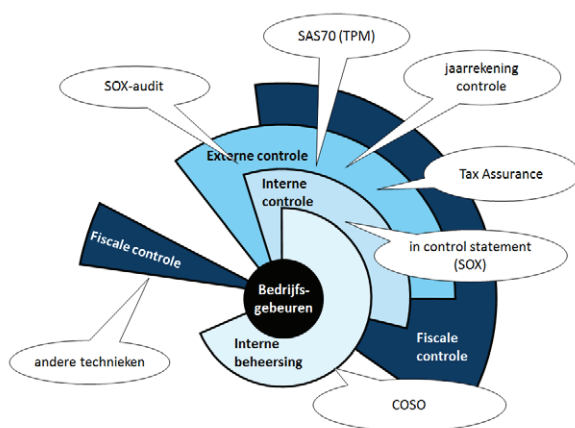 SAS70 (TPM)
jaarrekening
controle
SOX-audit
Externe controle
Tax Assurance
Interne
controle
Fiscale controle
in control statement
(SOX)
Bedrijfs-
gebeuren
Fiscale
controle
Interne
beheersing
andere technieken
COSO